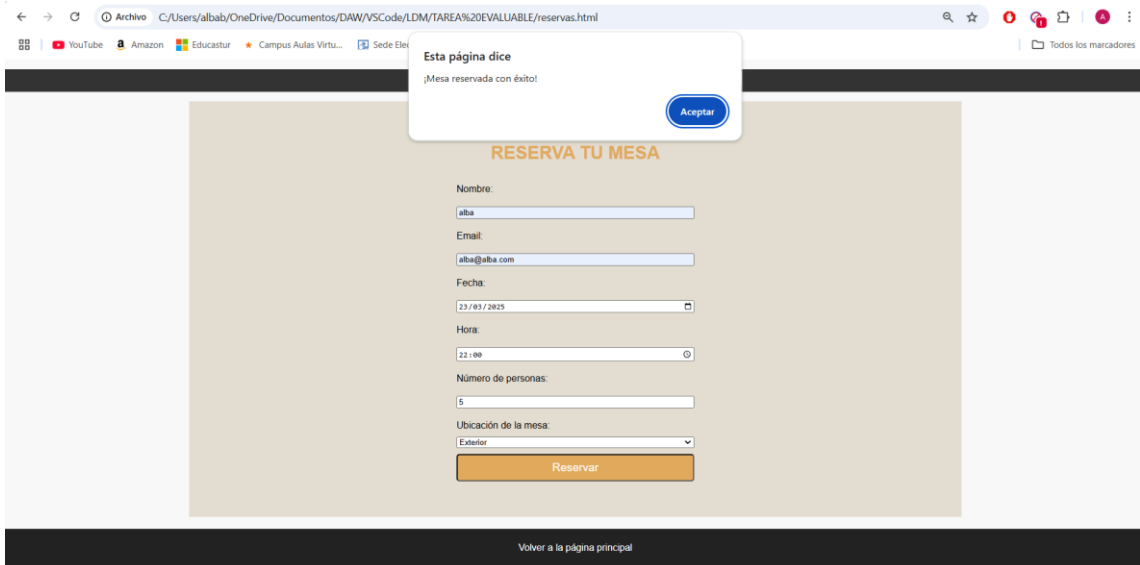 Archivo C:/Users/albab/OneDrive/Documentos/DAW/VSCode/LDM/TAREA%20EVALUABLE/reservas.html
A
YouTube Amazon Educastur Campus Aulas Virtu... Sede Elec Todos los marcadores
Esta página dice
¡Mesa reservada con éxito!
Aceptar
RESERVA TU MESA
Nombre:
alba
Email:
alba@alba.com
Fecha:
23/03/2025
Hora:
22:00
Número de personas:
5
Ubicación de la mesa:
Exterior
Reservar
Volver a la página principal